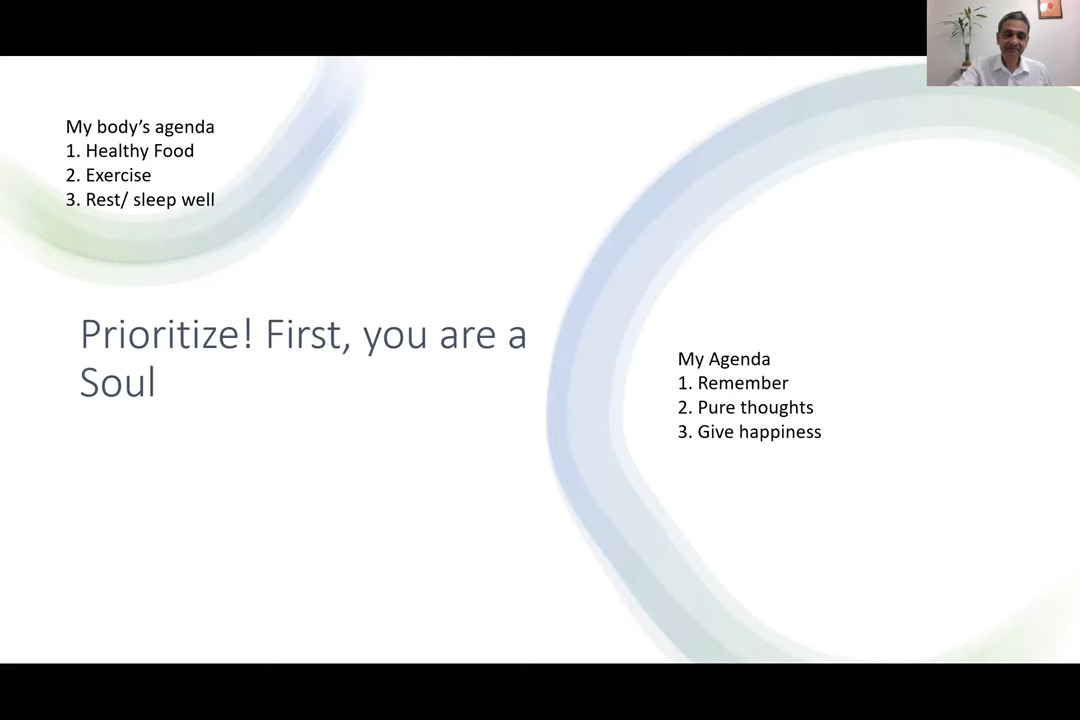 My body’s agenda
1. Healthy Food
2. Exercise
3. Rest/ sleep well
Prioritize! First, you are a
Soul
My Agenda
1. Remember
2. Pure thoughts
3. Give happiness